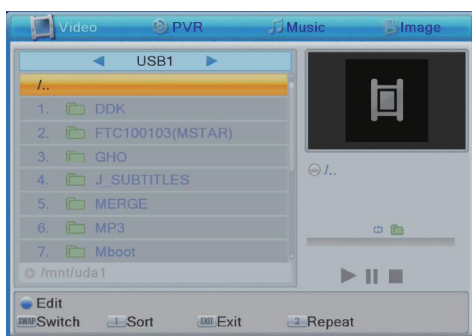 Video PVR Music Image
USB1
/..
1. DDK
2. FTC100103(MSTAR)
3. GHO
4. J_SUBTITLES
5. MERGE
6. MP3
7. Mboot
/mnt/uda1
/..
Edit
SWAP Switch 1 Sort EXIT Exit 2 Repeat